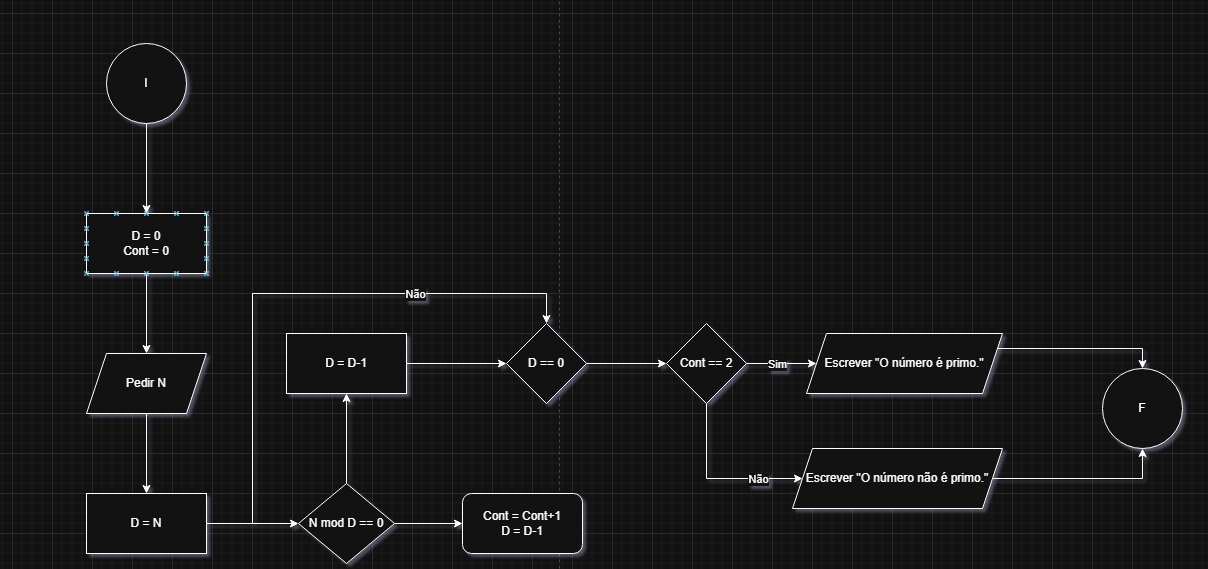 I
D = 0
Cont = 0
Não
D = D-1
D == 0
Cont == 2
Sim
Escrever "O número é primo."
Pedir N
F
Não
Escrever "O número não é primo."
D = N
N mod D == 0
Cont = Cont+1
D = D-1